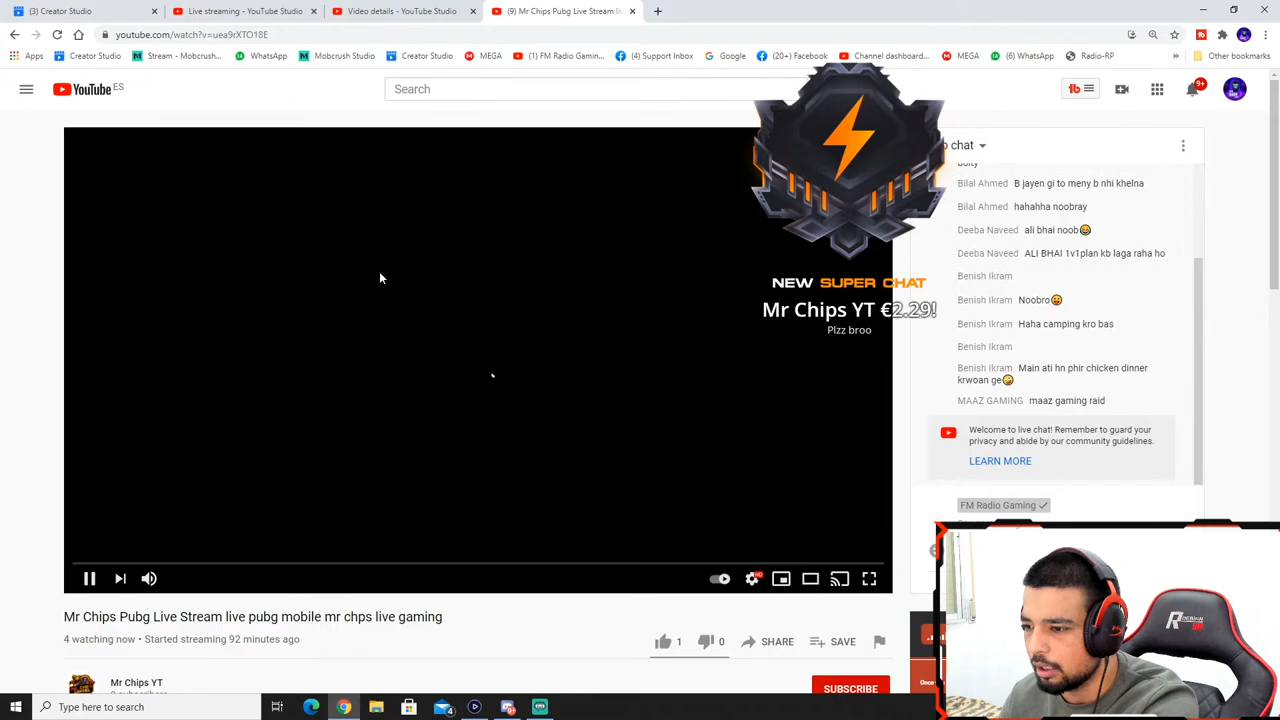 (3) Creator Studio
Live streaming - YouTube Studio
Video details - YouTube Studio
(9) Mr Chips Pubg Live Stream liv
youtube.com/watch?v=uea9rXTO18E
Apps
Creator Studio
Stream - Mobcrush
WhatsApp
Mobcrush Studio
Creator Studio
MEGA
(1) FM Radio Gamin...
(4) Support Inbox
Google
(20+) Facebook
Channel dashboard...
MEGA
(6) WhatsApp
Radio-RP
»
Other bookmarks
YouTube ES
Search
9+
chat
Bilal Ahmed B jayen gi to meny b nhi khelna
Bilal Ahmed hahahha noobray
Deeba Naveed ali bhai noob😂
Deeba Naveed ALI BHAI 1v1plan kb laga raha ho
Benish Ikram
Benish Ikram Noobro😛
Benish Ikram Haha camping kro bas
Benish Ikram
Benish Ikram Main ati hn phir chicken dinner
krwoan ge😜
MAAZ GAMING maaz gaming raid
Welcome to live chat! Remember to guard your
privacy and abide by our community guidelines.
LEARN MORE
FM Radio Gaming ✓
NEW SUPER CHAT
Mr Chips YT €2.29!
Plzz broo
HD
Mr Chips Pubg Live Stream live pubg mobile mr chps live gaming
4 watching now • Started streaming 92 minutes ago
1
0
SHARE
SAVE
Mr Chips YT
SUBSCRIBE
Once
Type here to search
4
9+